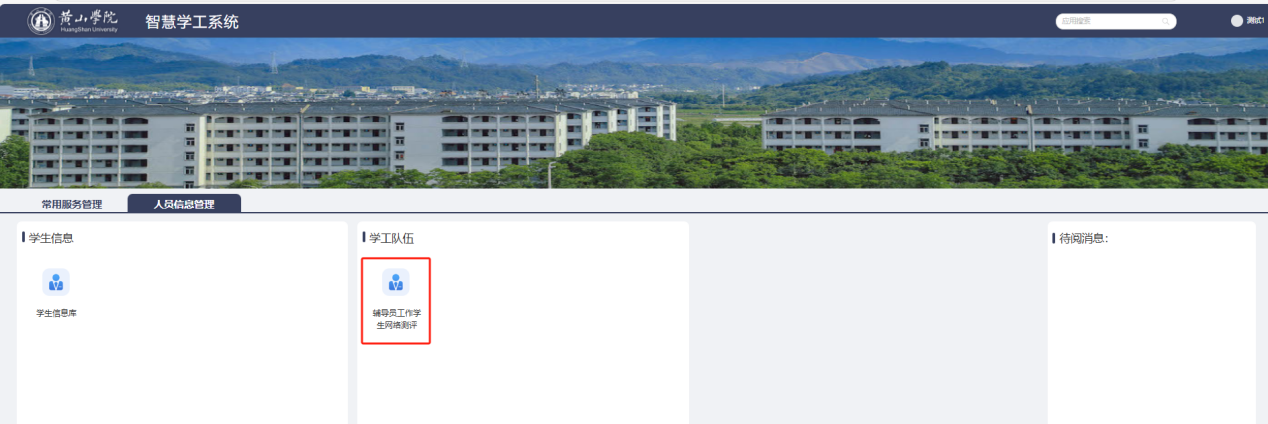 黄山學院
HuangShan University
智慧学工系统
应用搜索
测试1
常用服务管理
人员信息管理
学生信息
学工队伍
待阅消息：
学生信息库
辅导员工作学
生网络测评